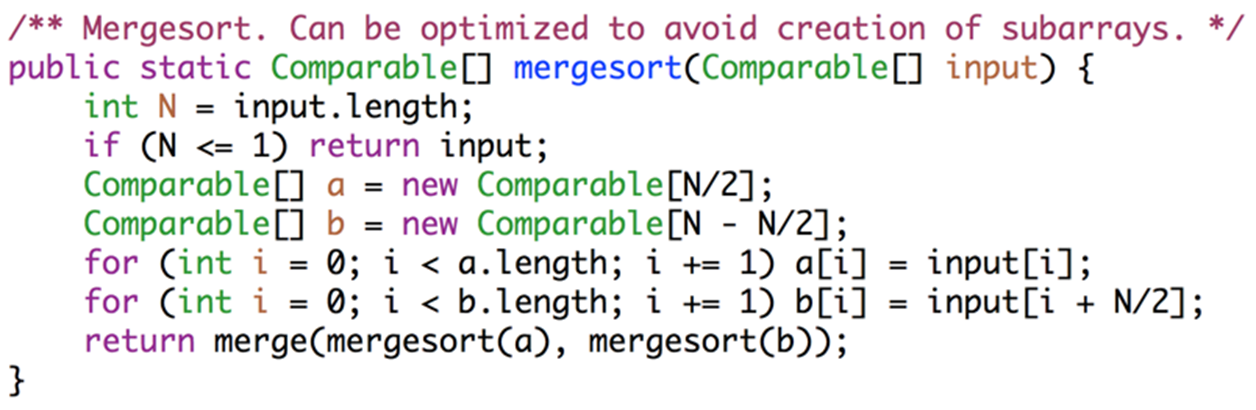 /** Mergesort. Can be optimized to avoid creation of subarrays. */
public static Comparable[] mergesort(Comparable[] input) {
    int N = input.length;
    if (N <= 1) return input;
    Comparable[] a = new Comparable[N/2];
    Comparable[] b = new Comparable[N - N/2];
    for (int i = 0; i < a.length; i += 1) a[i] = input[i];
    for (int i = 0; i < b.length; i += 1) b[i] = input[i + N/2];
    return merge(mergesort(a), mergesort(b));
}